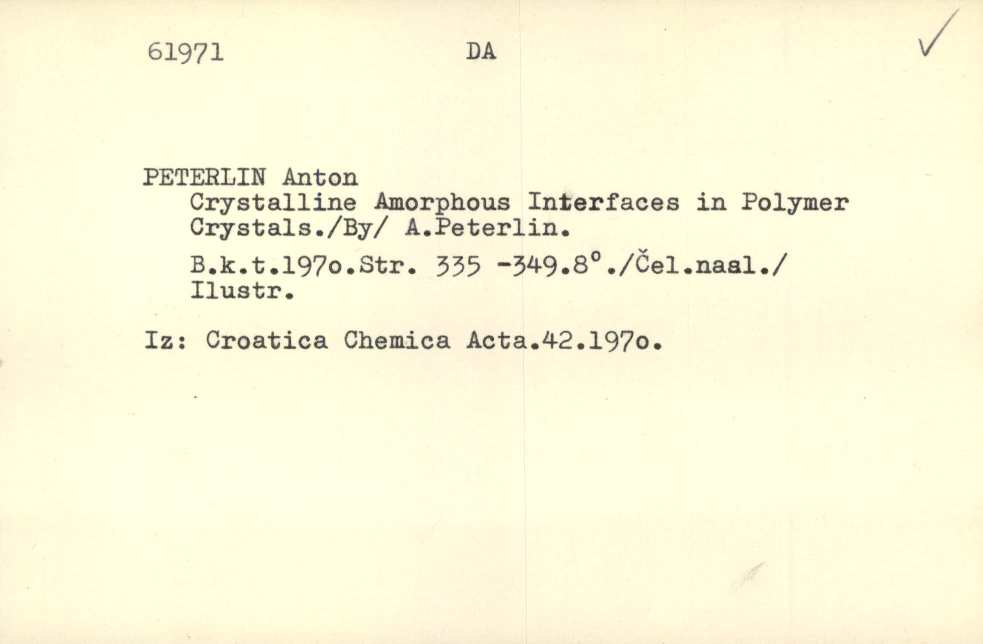 61971 DA
PETERLIN Anton
Crystalline Amorphous Interfaces in Polymer
Crystals./By/ A.Peterlin.
B.k.t.197o.Str. 335 -349.8°./Čel.nasl./
Ilustr.
Iz: Croatica Chemica Acta.42.197o.